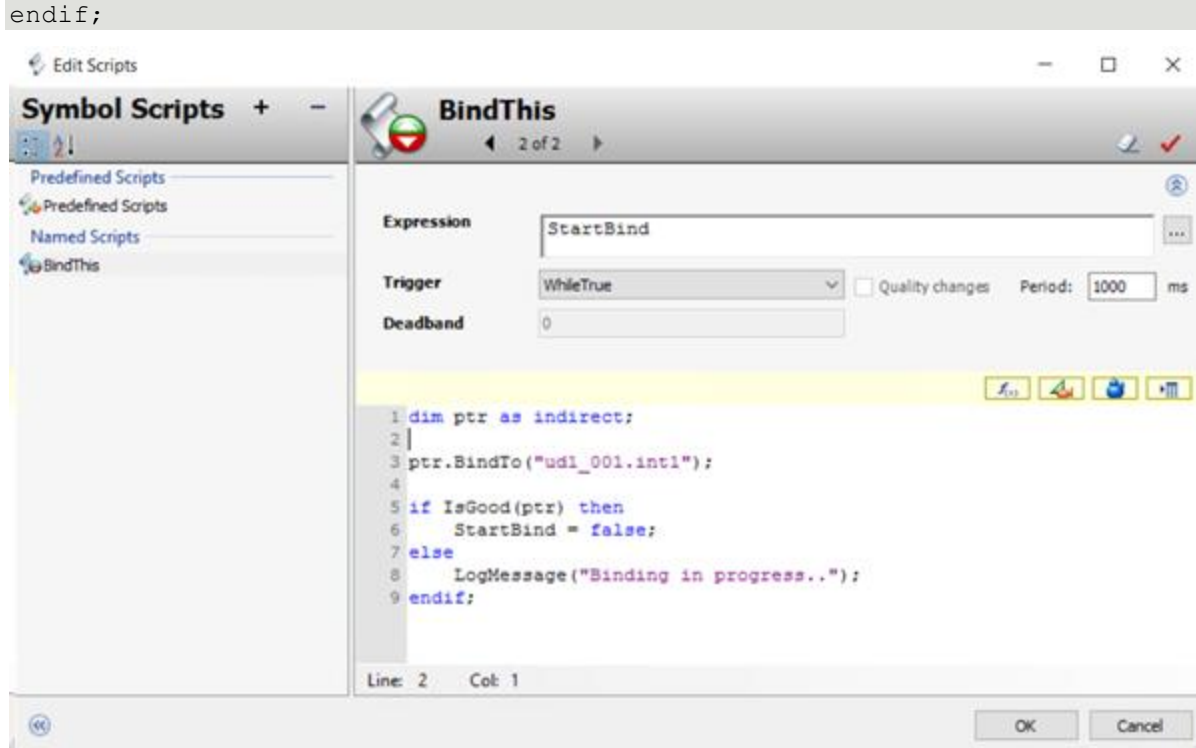 endif;
Edit Scripts
Symbol Scripts + −
Predefined Scripts
Predefined Scripts
Named Scripts
BindThis
BindThis
2 of 2
Expression
StartBind
...
Trigger
WhileTrue
Quality changes
Period:
1000
ms
Deadband
0
f(x)
1 dim ptr as indirect;
2
3 ptr.BindTo("ud1_001.int1");
4
5 if IsGood(ptr) then
6 StartBind = false;
7 else
8 LogMessage("Binding in progress..");
9 endif;
Line: 2 Col: 1
OK
Cancel